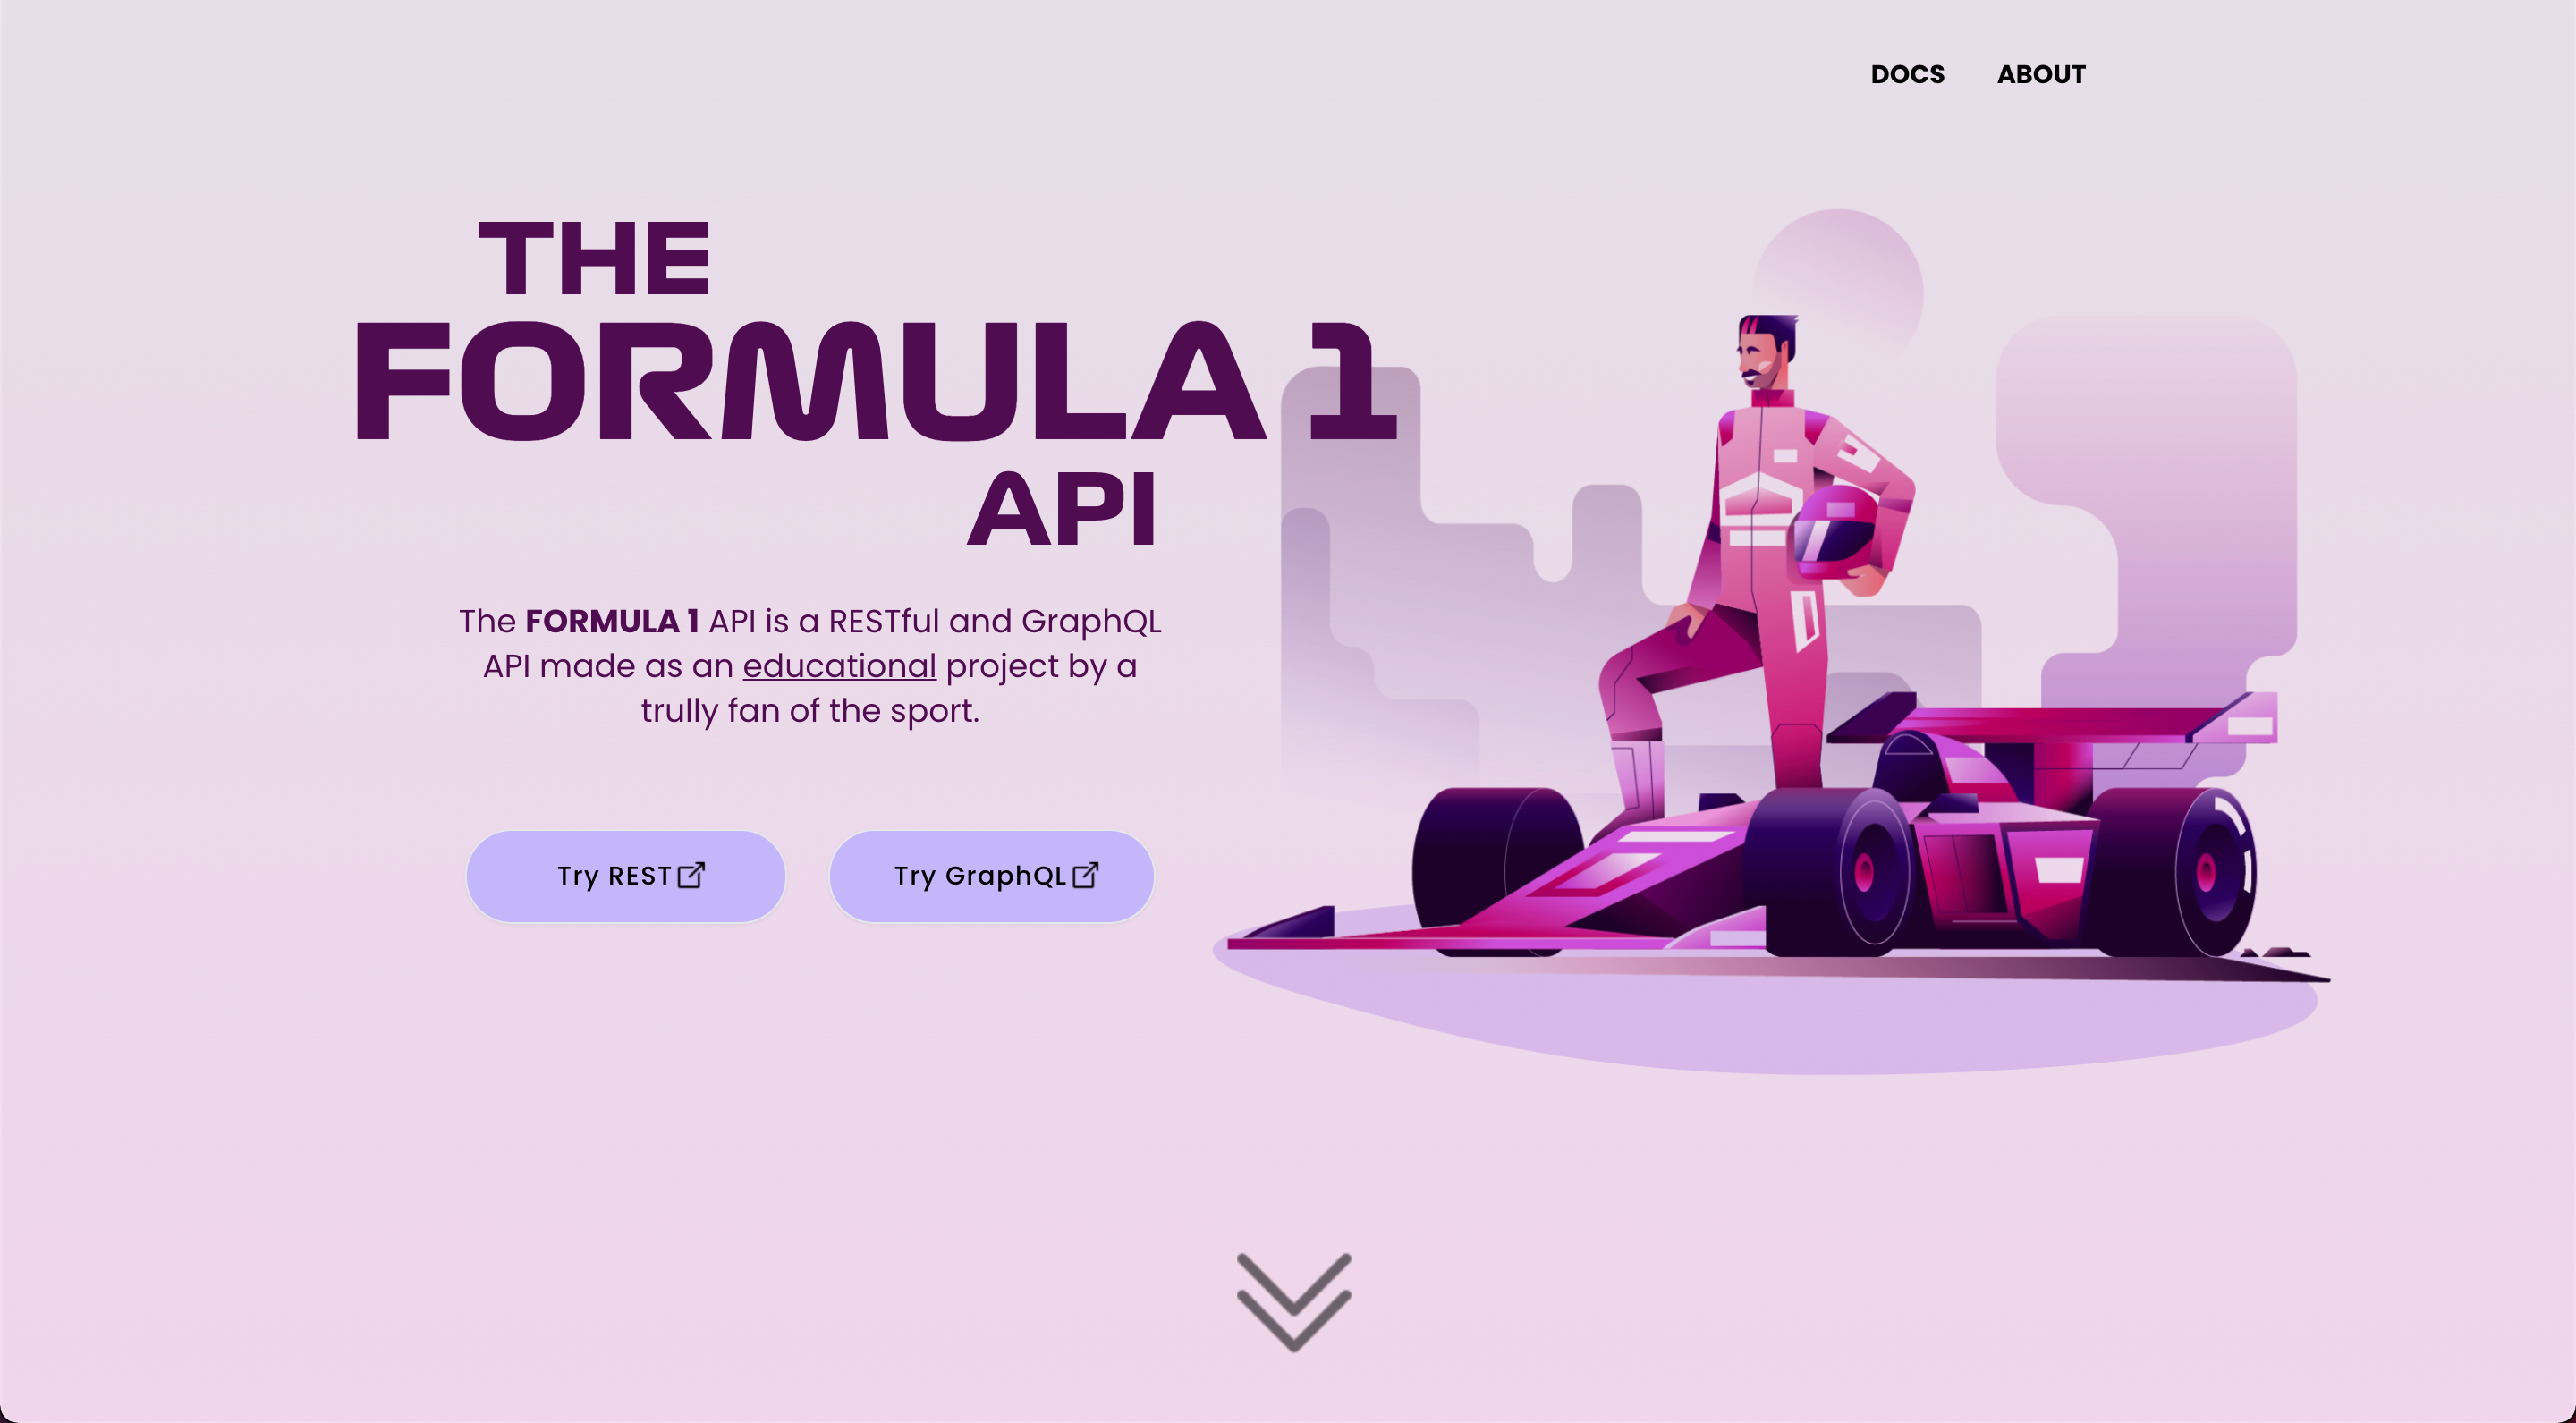 DOCS ABOUT
THE
FORMULA 1
API
The FORMULA 1 API is a RESTful and GraphQL
API made as an educational project by a
trully fan of the sport.
Try REST
Try GraphQL